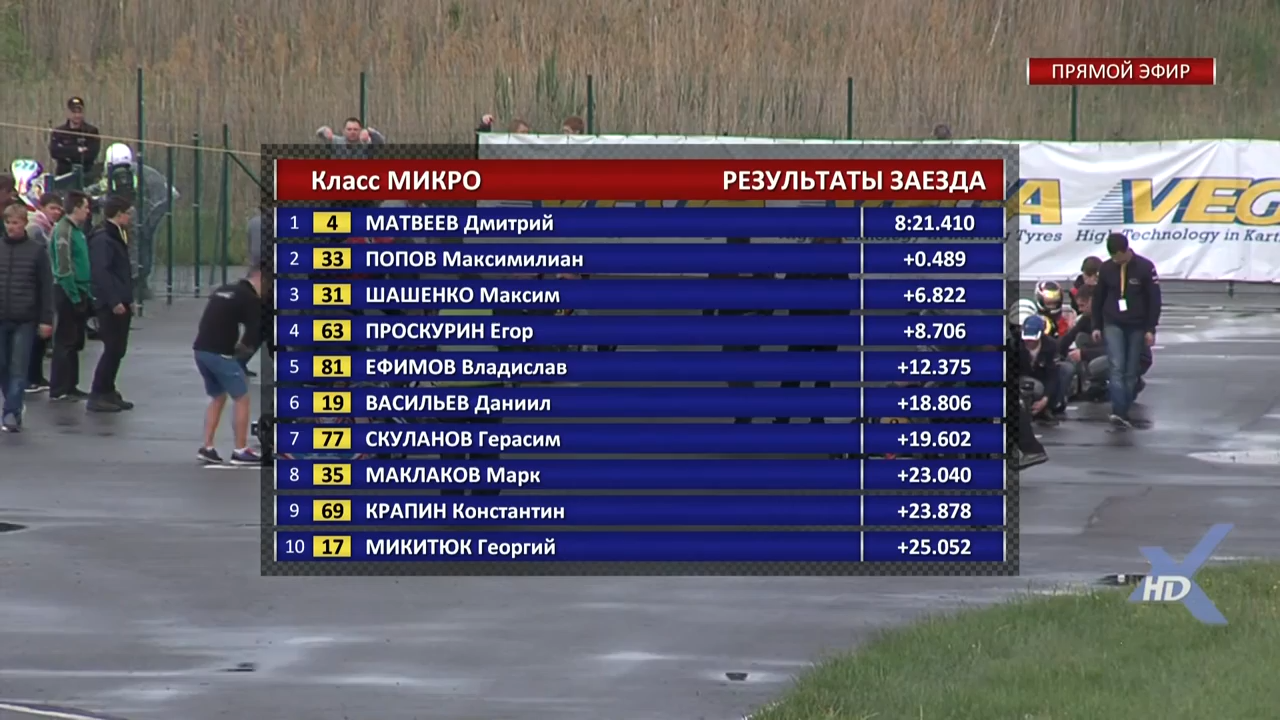 ПРЯМОЙ ЭФИР
Класс МИКРО РЕЗУЛЬТАТЫ ЗАЕЗДА
1 4 МАТВЕЕВ Дмитрий 8:21.410
2 33 ПОПОВ Максимилиан +0.489
3 31 ШАШЕНКО Максим +6.822
4 63 ПРОСКУРИН Егор +8.706
5 81 ЕФИМОВ Владислав +12.375
6 19 ВАСИЛЬЕВ Даниил +18.806
7 77 СКУЛАНОВ Герасим +19.602
8 35 МАКЛАКОВ Марк +23.040
9 69 КРАПИН Константин +23.878
10 17 МИКИТЮК Георгий +25.052
VEG
Tyres High Technology in Kart
HD